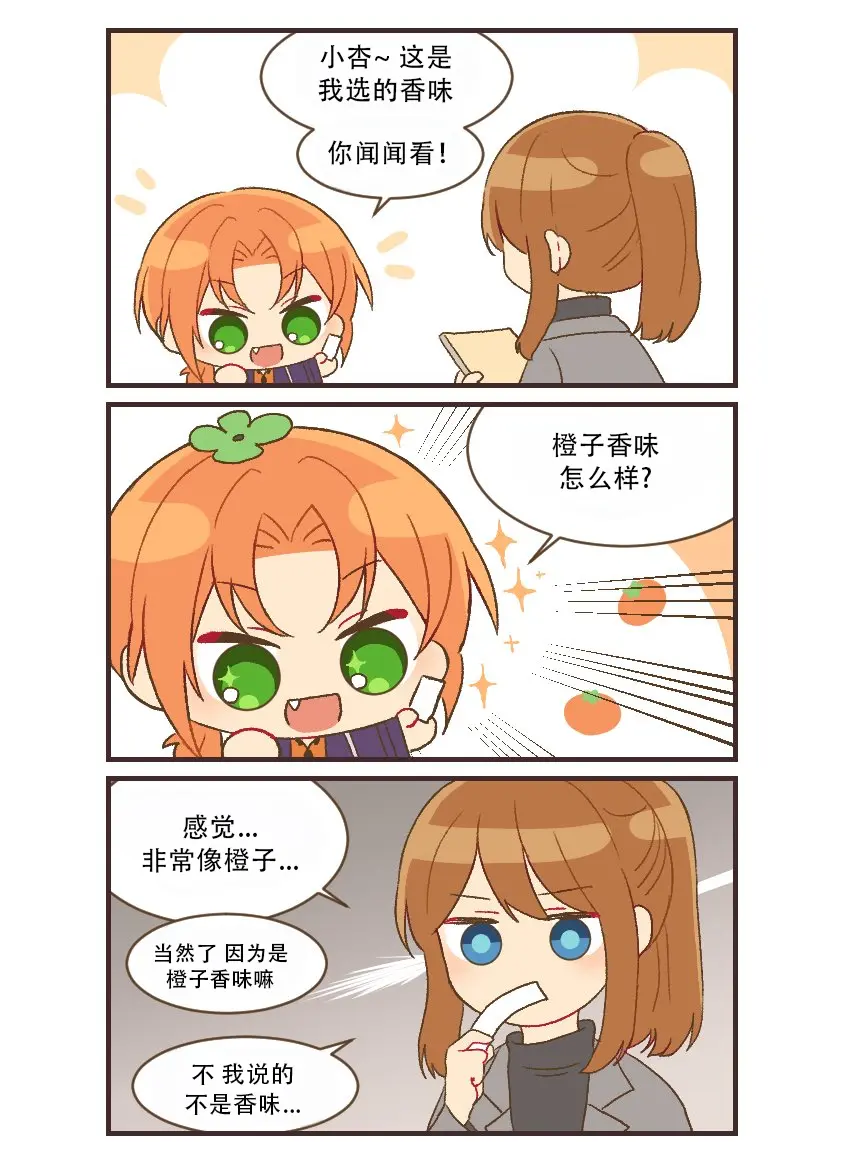 小杏~ 这是
我选的香味
你闻闻看！
橙子香味
怎么样?
感觉...
非常像橙子...
当然了 因为是
橙子香味嘛
不 我说的
不是香味...